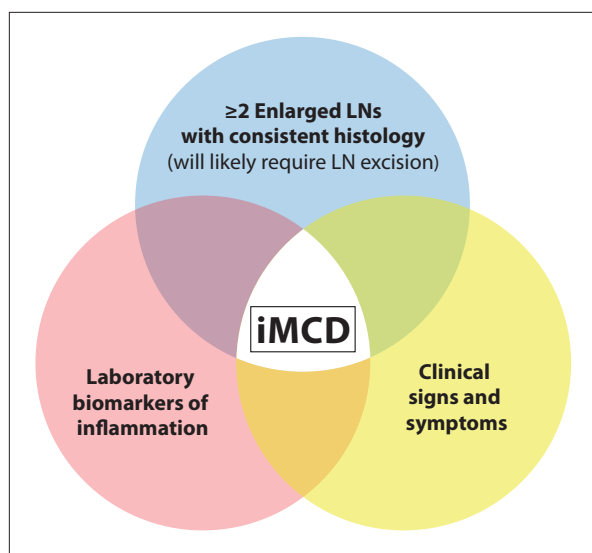 ≥2 Enlarged LNs
with consistent histology
(will likely require LN excision)
iMCD
Laboratory
biomarkers of
inflammation
Clinical
signs and
symptoms